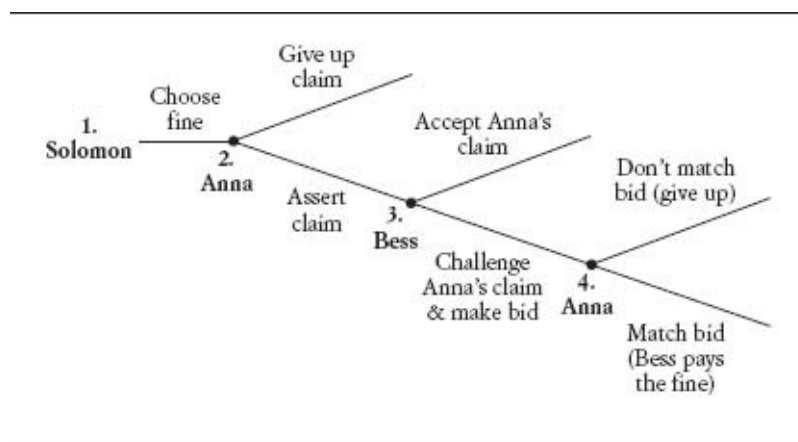 Give up
claim
Choose
fine
1.
Solomon
2.
Anna
Accept Anna's
claim
Assert
claim
3.
Bess
Don't match
bid (give up)
Challenge
Anna's claim
& make bid
4.
Anna
Match bid
(Bess pays
the fine)